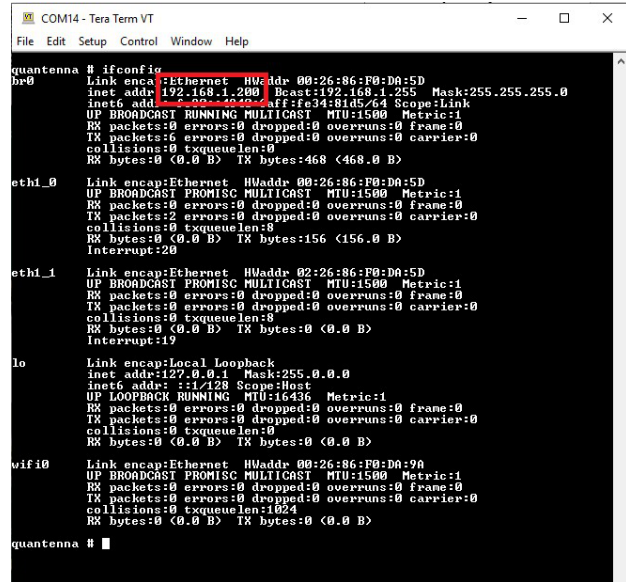 COM14 - Tera Term VT
File Edit Setup Control Window Help
quantenna # ifconfig
br0 Link encap:Ethernet HWaddr 00:26:86:F0:DA:5D
inet addr:192.168.1.200 Bcast:192.168.1.255 Mask:255.255.255.0
inet6 addr: Scope:Link
UP BROADCAST RUNNING MULTICAST MTU:1500 Metric:1
RX packets:0 errors:0 dropped:0 overruns:0 frame:0
TX packets:6 errors:0 dropped:0 overruns:0 carrier:0
collisions:0 txqueuelen:0
RX bytes:0 (0.0 B) TX bytes:468 (468.0 B)
eth1_0 Link encap:Ethernet HWaddr 00:26:86:F0:DA:5D
UP BROADCAST PROMISC MULTICAST MTU:1500 Metric:1
RX packets:0 errors:0 dropped:0 overruns:0 frame:0
TX packets:2 errors:0 dropped:0 overruns:0 carrier:0
collisions:0 txqueuelen:8
RX bytes:0 (0.0 B) TX bytes:156 (156.0 B)
Interrupt:20
eth1_1 Link encap:Ethernet HWaddr 02:26:86:F0:DA:5D
UP BROADCAST PROMISC MULTICAST MTU:1500 Metric:1
RX packets:0 errors:0 dropped:0 overruns:0 frame:0
TX packets:0 errors:0 dropped:0 overruns:0 carrier:0
collisions:0 txqueuelen:8
RX bytes:0 (0.0 B) TX bytes:0 (0.0 B)
Interrupt:19
lo Link encap:Local Loopback
inet addr:127.0.0.1 Mask:255.0.0.0
inet6 addr: ::1/128 Scope:Host
UP LOOPBACK RUNNING MTU:16436 Metric:1
RX packets:0 errors:0 dropped:0 overruns:0 frame:0
TX packets:0 errors:0 dropped:0 overruns:0 carrier:0
collisions:0 txqueuelen:0
RX bytes:0 (0.0 B) TX bytes:0 (0.0 B)
wifi0 Link encap:Ethernet HWaddr 00:26:86:F0:DA:9A
UP BROADCAST PROMISC MULTICAST MTU:1500 Metric:1
RX packets:0 errors:0 dropped:0 overruns:0 frame:0
TX packets:0 errors:0 dropped:0 overruns:0 carrier:0
collisions:0 txqueuelen:1024
RX bytes:0 (0.0 B) TX bytes:0 (0.0 B)
quantenna #